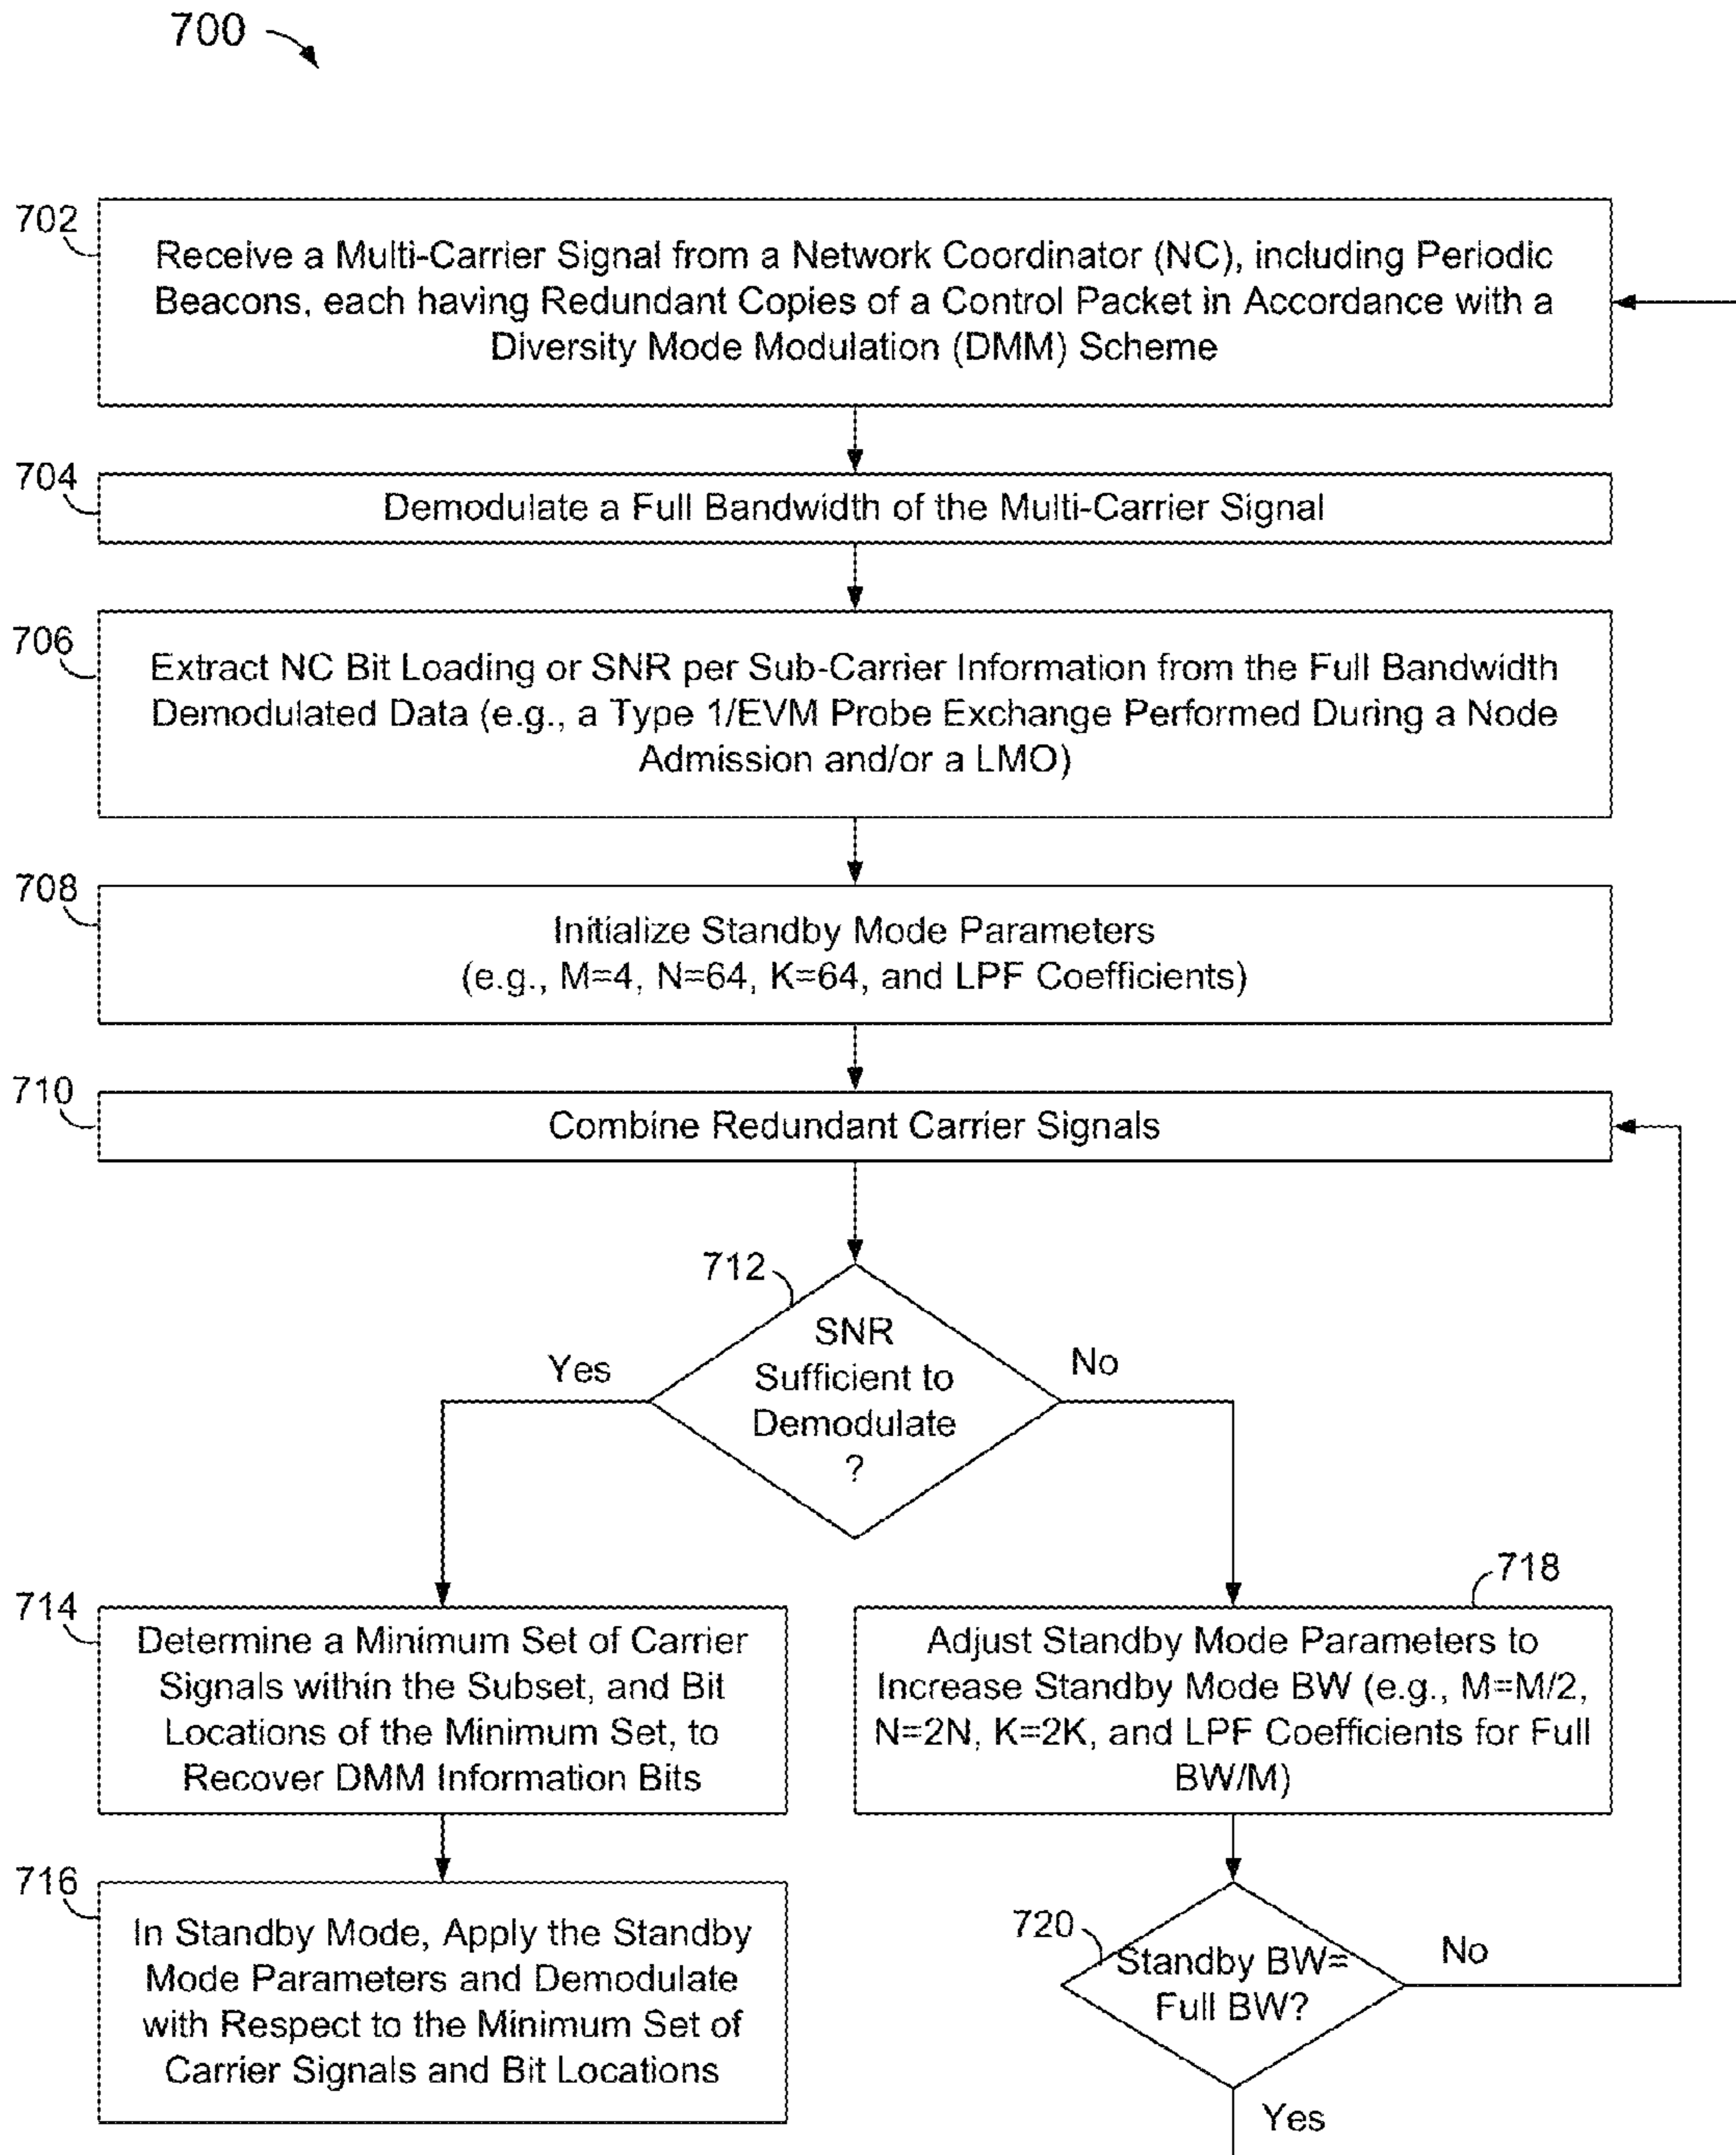 700
702
Receive a Multi-Carrier Signal from a Network Coordinator (NC), including Periodic
Beacons, each having Redundant Copies of a Control Packet in Accordance with a
Diversity Mode Modulation (DMM) Scheme
704
Demodulate a Full Bandwidth of the Multi-Carrier Signal
706
Extract NC Bit Loading or SNR per Sub-Carrier Information from the Full Bandwidth
Demodulated Data (e.g., a Type 1/EVM Probe Exchange Performed During a Node
Admission and/or a LMO)
708
Initialize Standby Mode Parameters
(e.g., M=4, N=64, K=64, and LPF Coefficients)
710
Combine Redundant Carrier Signals
712
SNR
Sufficient to
Demodulate
?
Yes
No
714
Determine a Minimum Set of Carrier
Signals within the Subset, and Bit
Locations of the Minimum Set, to
Recover DMM Information Bits
718
Adjust Standby Mode Parameters to
Increase Standby Mode BW (e.g., M=M/2,
N=2N, K=2K, and LPF Coefficients for Full
BW/M)
716
In Standby Mode, Apply the Standby
Mode Parameters and Demodulate
with Respect to the Minimum Set of
Carrier Signals and Bit Locations
720
Standby BW=
Full BW?
No
Yes